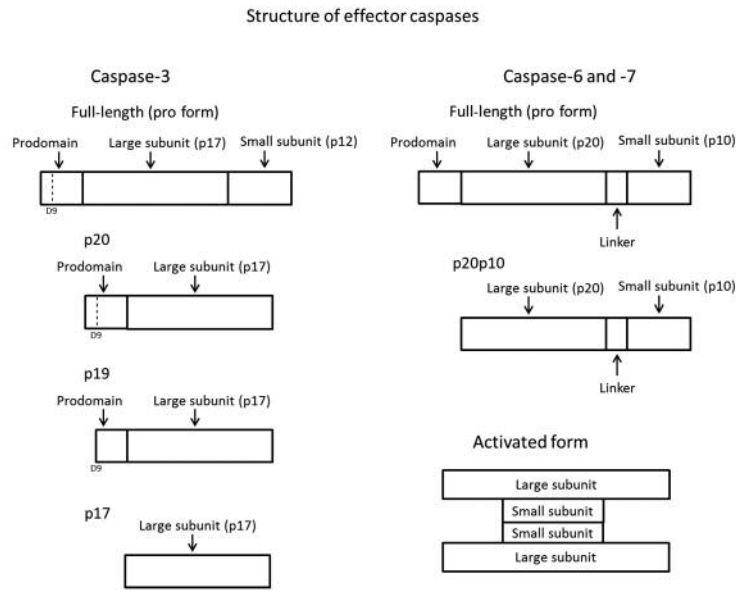 Structure of effector caspases
Caspase-3
Full-length (pro form)
Prodomain Large subunit (p17) Small subunit (p12)
D9
p20
Prodomain Large subunit (p17)
D9
p19
Prodomain Large subunit (p17)
D9
p17
Large subunit (p17)
Caspase-6 and -7
Full-length (pro form)
Prodomain Large subunit (p20) Small subunit (p10)
Linker
p20p10
Large subunit (p20) Small subunit (p10)
Linker
Activated form
Large subunit
Small subunit
Small subunit
Large subunit